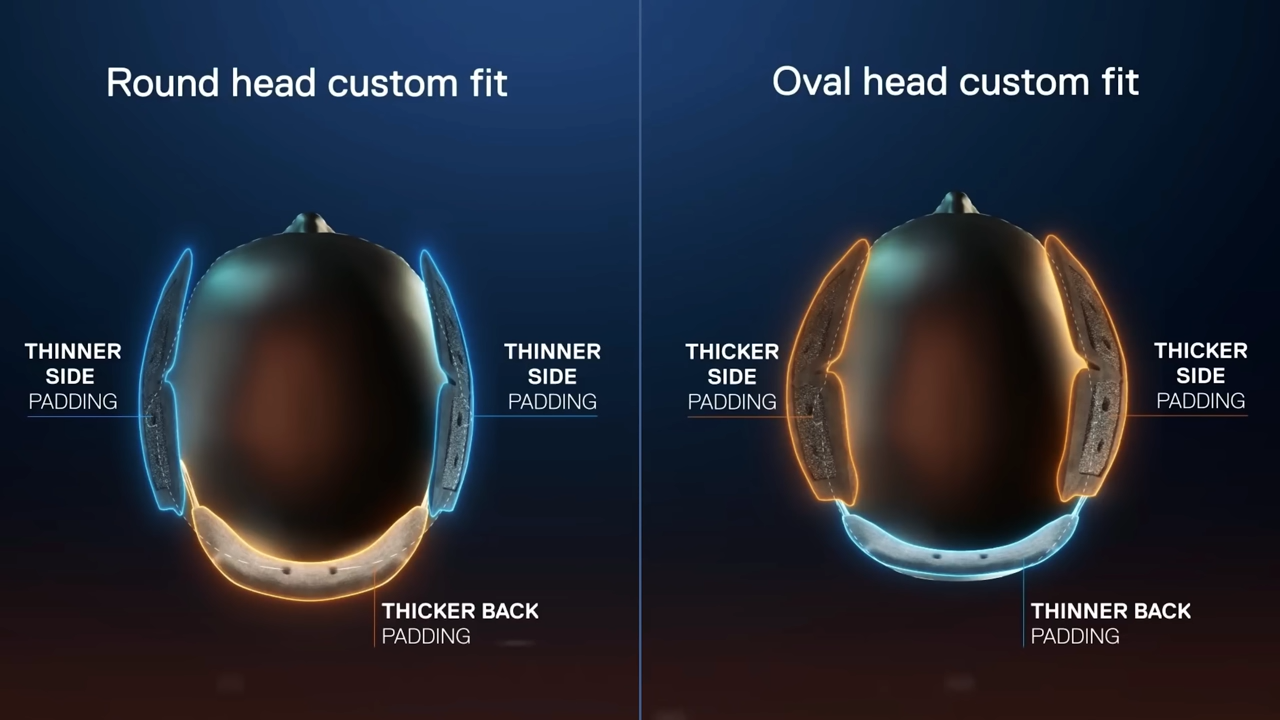 Round head custom fit
THINNER
SIDE
PADDING
THINNER
SIDE
PADDING
THICKER BACK
PADDING
Oval head custom fit
THICKER
SIDE
PADDING
THICKER
SIDE
PADDING
THINNER BACK
PADDING